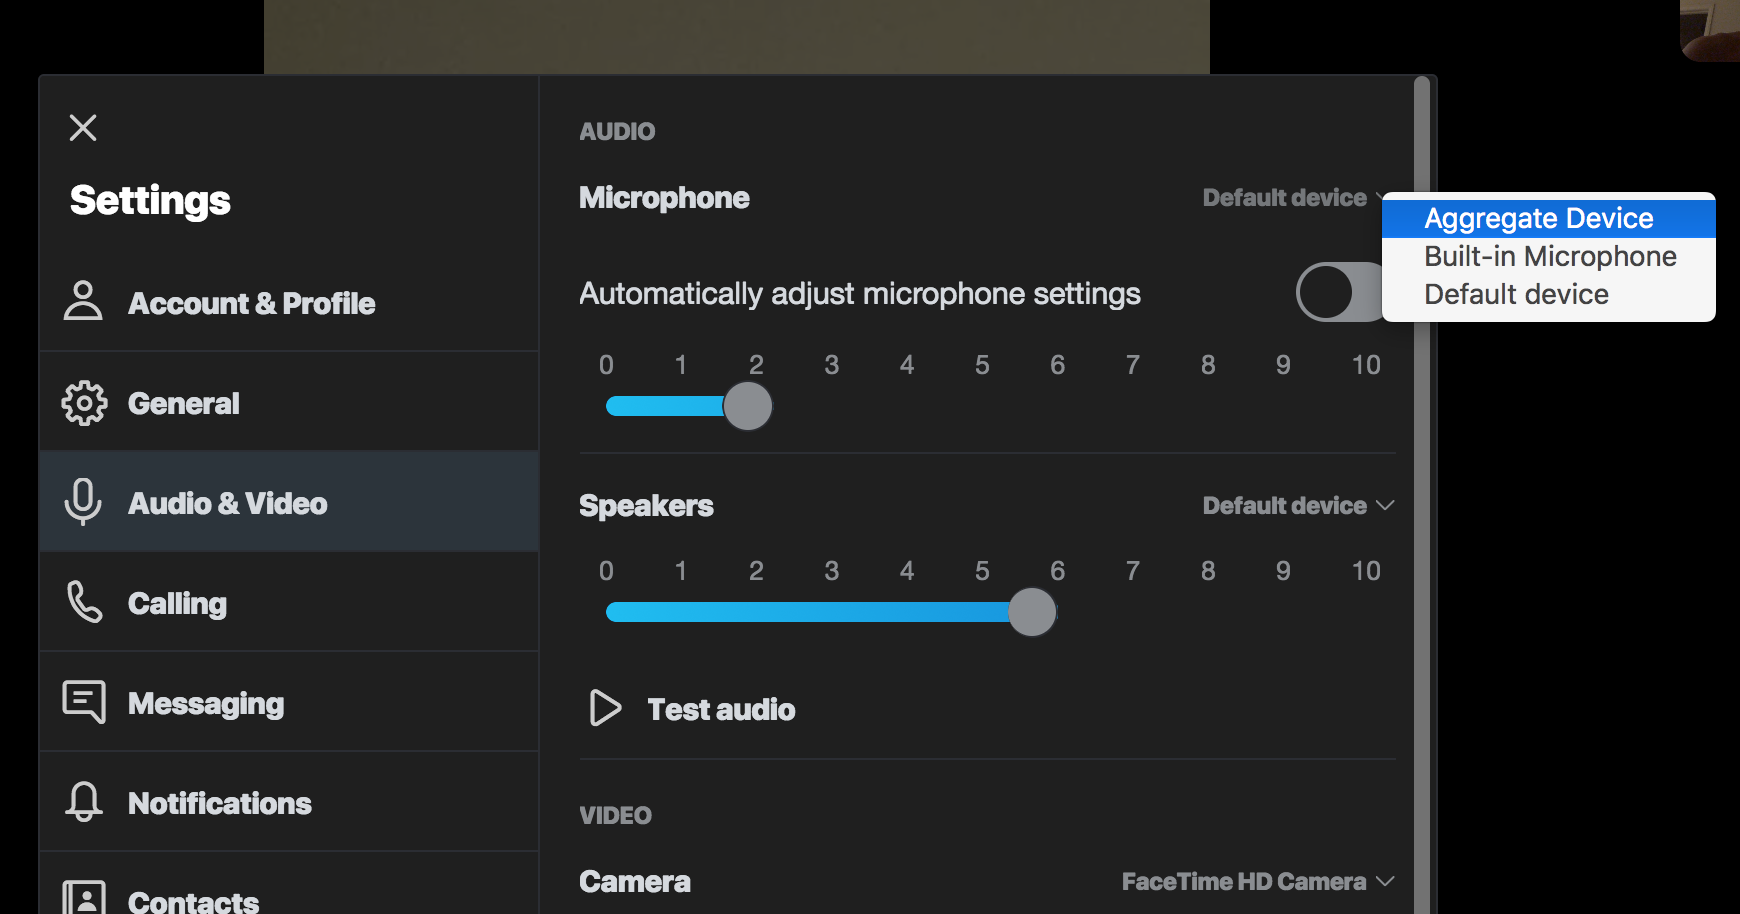 Settings
Account & Profile
General
Audio & Video
Calling
Messaging
Notifications
Contacts
AUDIO
Microphone
Default device
Aggregate Device
Built-in Microphone
Default device
Automatically adjust microphone settings
0 1 2 3 4 5 6 7 8 9 10
Speakers
Default device
0 1 2 3 4 5 6 7 8 9 10
Test audio
VIDEO
Camera
FaceTime HD Camera